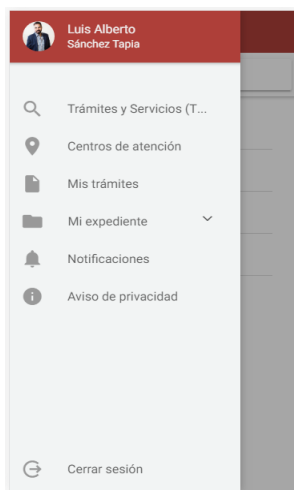 Luis Alberto
Sánchez Tapia
Trámites y Servicios (T...
Centros de atención
Mis trámites
Mi expediente
Notificaciones
Aviso de privacidad
Cerrar sesión